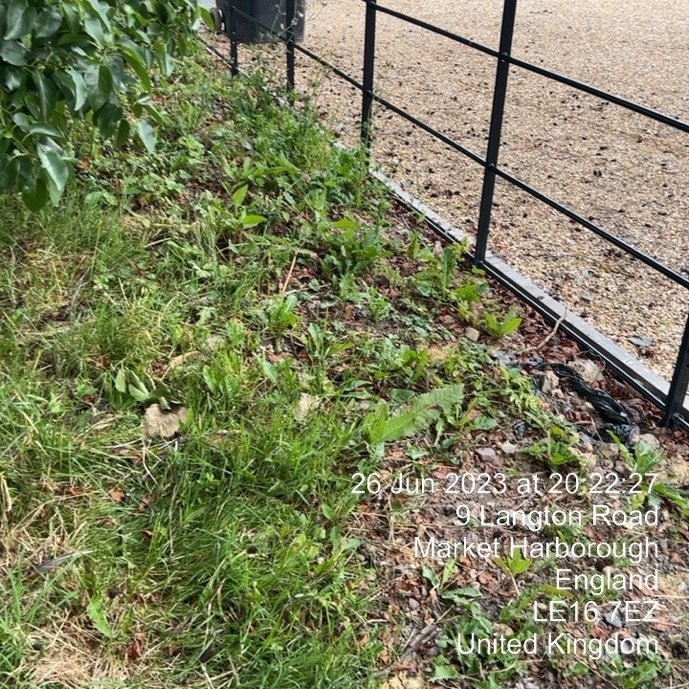 26 Jun 2023 at 20:22:27
9 Langton Road
Market Harborough
England
LE16 7EZ
United Kingdom